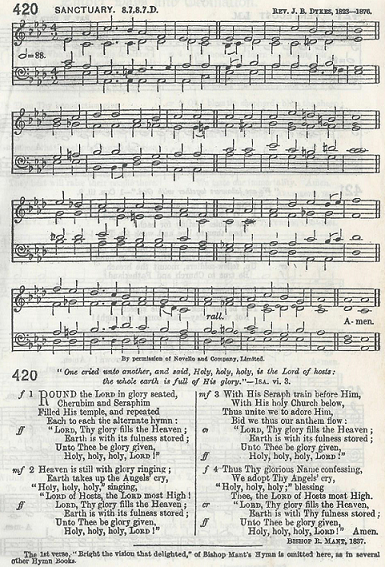 420 SANCTUARY. 8.7.8.7.D. REV. J. B. DYKES, 1823—1876.
=88.
rall.
A- men.
By permission of Novello and Company, Limited.
420
"One cried unto another, and said, Holy, holy, holy, is the Lord of hosts:
the whole earth is full of His glory."—ISA. vi. 3.
f 1 ROUND the LORD in glory seated,
Cherubim and Seraphim
Filled His temple, and repeated
Each to each the alternate hymn:
ff "LORD, Thy glory fills the Heaven;
Earth is with its fulness stored;
Unto Thee be glory given,
Holy, holy, holy, LORD!"
mf 2 Heaven is still with glory ringing;
Earth takes up the Angels' cry,
"Holy, holy, holy," singing,
"LORD of Hosts, the LORD most High!
ff LORD, Thy glory fills the Heaven;
Earth is with its fulness stored;
Unto Thee be glory given,
Holy, holy, holy, LORD!"
mf 3 With His Seraph train before Him,
With His holy Church below,
Thus unite we to adore Him,
Bid we thus our anthem flow:
cr "LORD, Thy glory fills the Heaven;
Earth is with its fulness stored;
Unto Thee be glory given,
ff Holy, holy, holy, LORD!"
f 4 Thus Thy glorious Name confessing,
We adopt Thy Angels' cry,
"Holy, holy, holy;" blessing
Thee, the LORD of Hosts most High.
cr "LORD, Thy glory fills the Heaven;
Earth is with Thy fulness stored;
Unto Thee be glory given,
ff Holy, holy, holy, LORD!" Amen.
BISHOP R. MANT, 1837.
The 1st verse, "Bright the vision that delighted," of Bishop Mant's Hymn is omitted here, as in several
other Hymn Books.